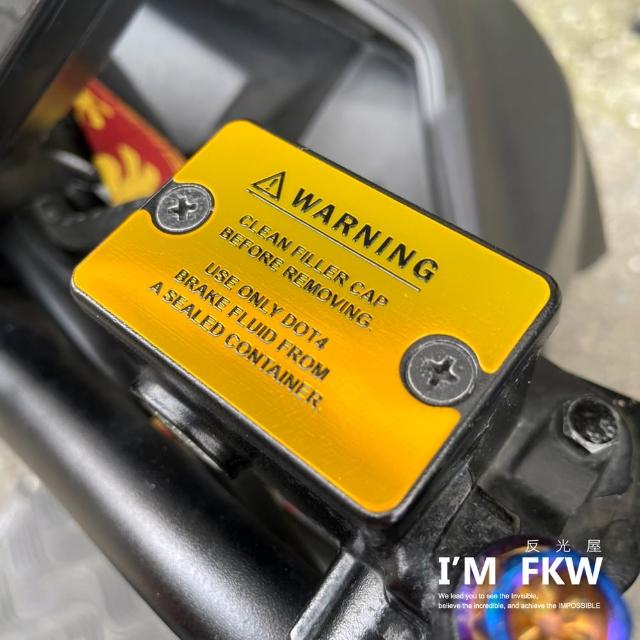 ⚠ WARNING
CLEAN FILLER CAP
BEFORE REMOVING.
USE ONLY DOT4
BRAKE FLUID FROM
A SEALED CONTAINER.
反光屋
I'M FKW
We lead you to see the Invisible,
believe the incredible, and achieve the IMPOSSIBLE